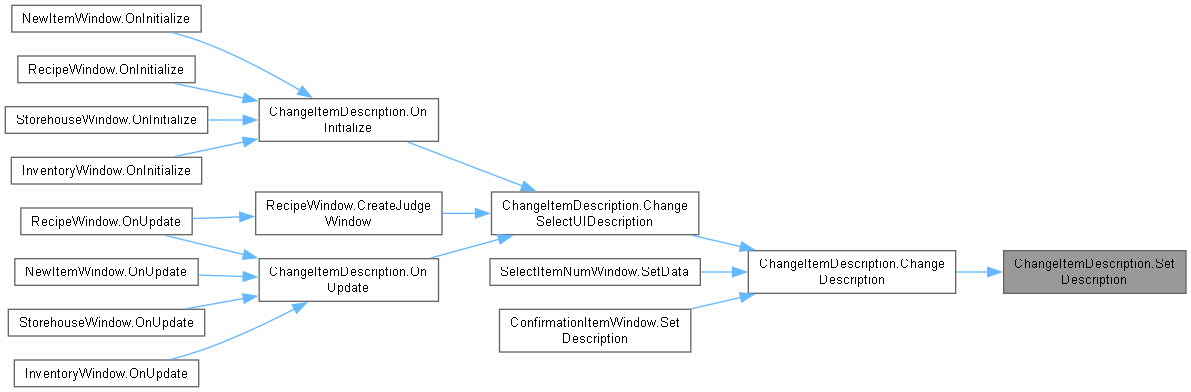 NewItemWindow.OnInitialize
RecipeWindow.OnInitialize
StorehouseWindow.OnInitialize
InventoryWindow.OnInitialize
RecipeWindow.OnUpdate
NewItemWindow.OnUpdate
StorehouseWindow.OnUpdate
InventoryWindow.OnUpdate
ChangeItemDescription.On
Initialize
RecipeWindow.CreateJudge
Window
ChangeItemDescription.On
Update
ChangeItemDescription.Change
SelectUIDescription
SelectItemNumWindow.SetData
ConfirmationItemWindow.Set
Description
ChangeItemDescription.Change
Description
ChangeItemDescription.Set
Description